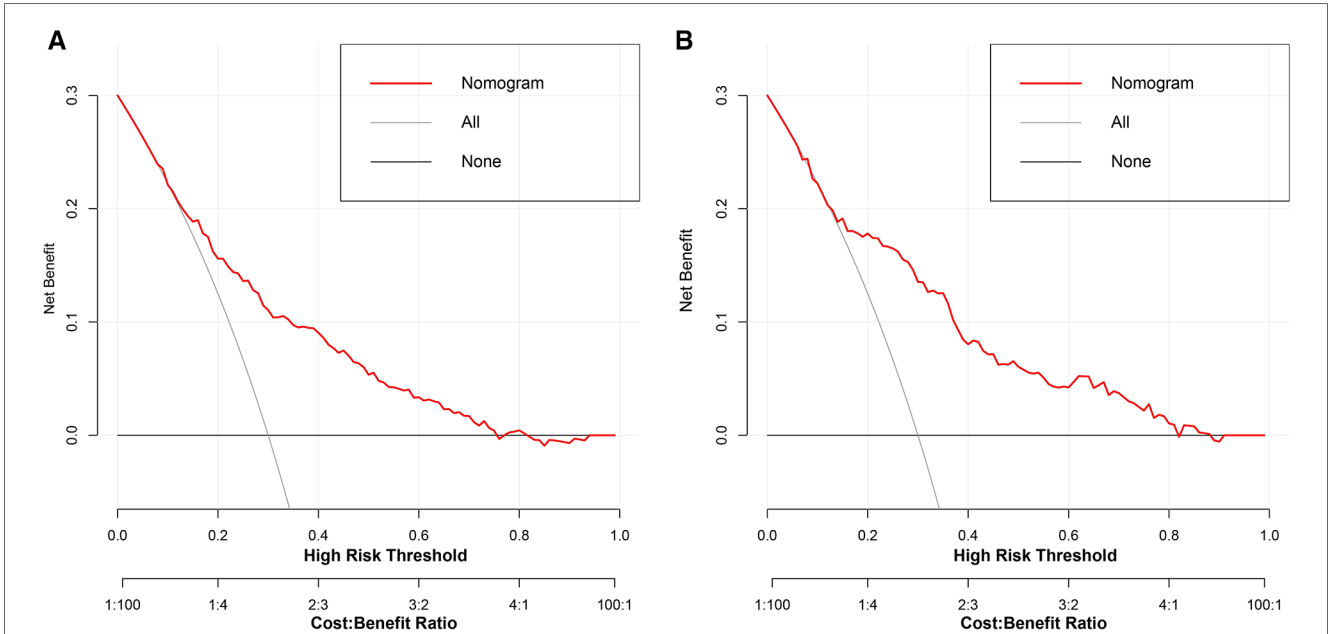 A
Nomogram
All
None
Net Benefit
0.3
0.2
0.1
0.0
0.0 0.2 0.4 0.6 0.8 1.0
High Risk Threshold
1:100 1:4 2:3 3:2 4:1 100:1
Cost:Benefit Ratio
B
Nomogram
All
None
Net Benefit
0.3
0.2
0.1
0.0
0.0 0.2 0.4 0.6 0.8 1.0
High Risk Threshold
1:100 1:4 2:3 3:2 4:1 100:1
Cost:Benefit Ratio